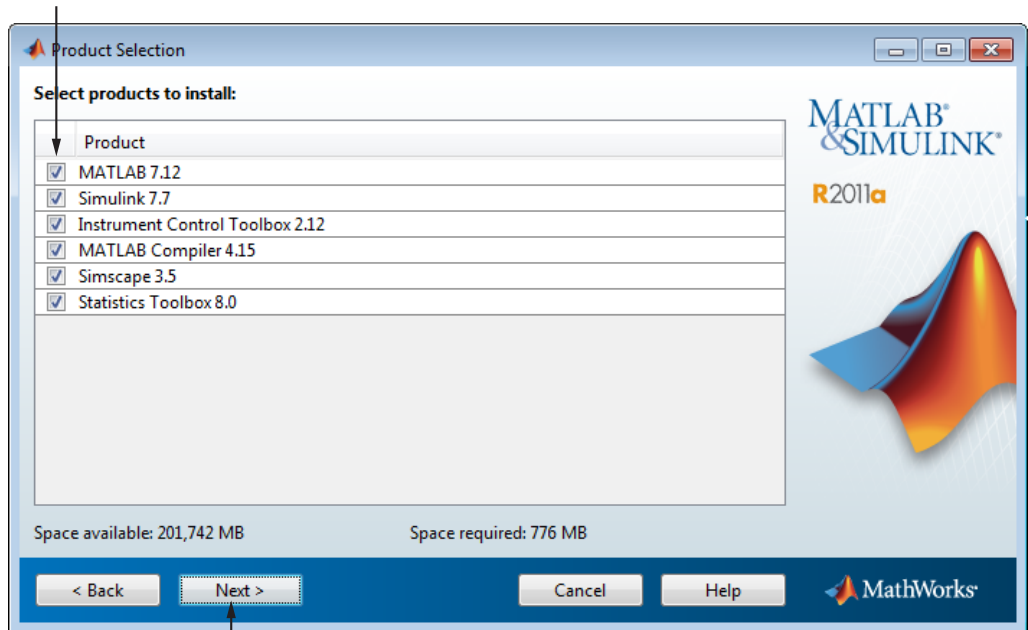 Product Selection
Select products to install:
Product
MATLAB 7.12
Simulink 7.7
Instrument Control Toolbox 2.12
MATLAB Compiler 4.15
Simscape 3.5
Statistics Toolbox 8.0
MATLAB®
&SIMULINK®
R2011a
Space available: 201,742 MB
Space required: 776 MB
< Back
Next >
Cancel
Help
MathWorks®